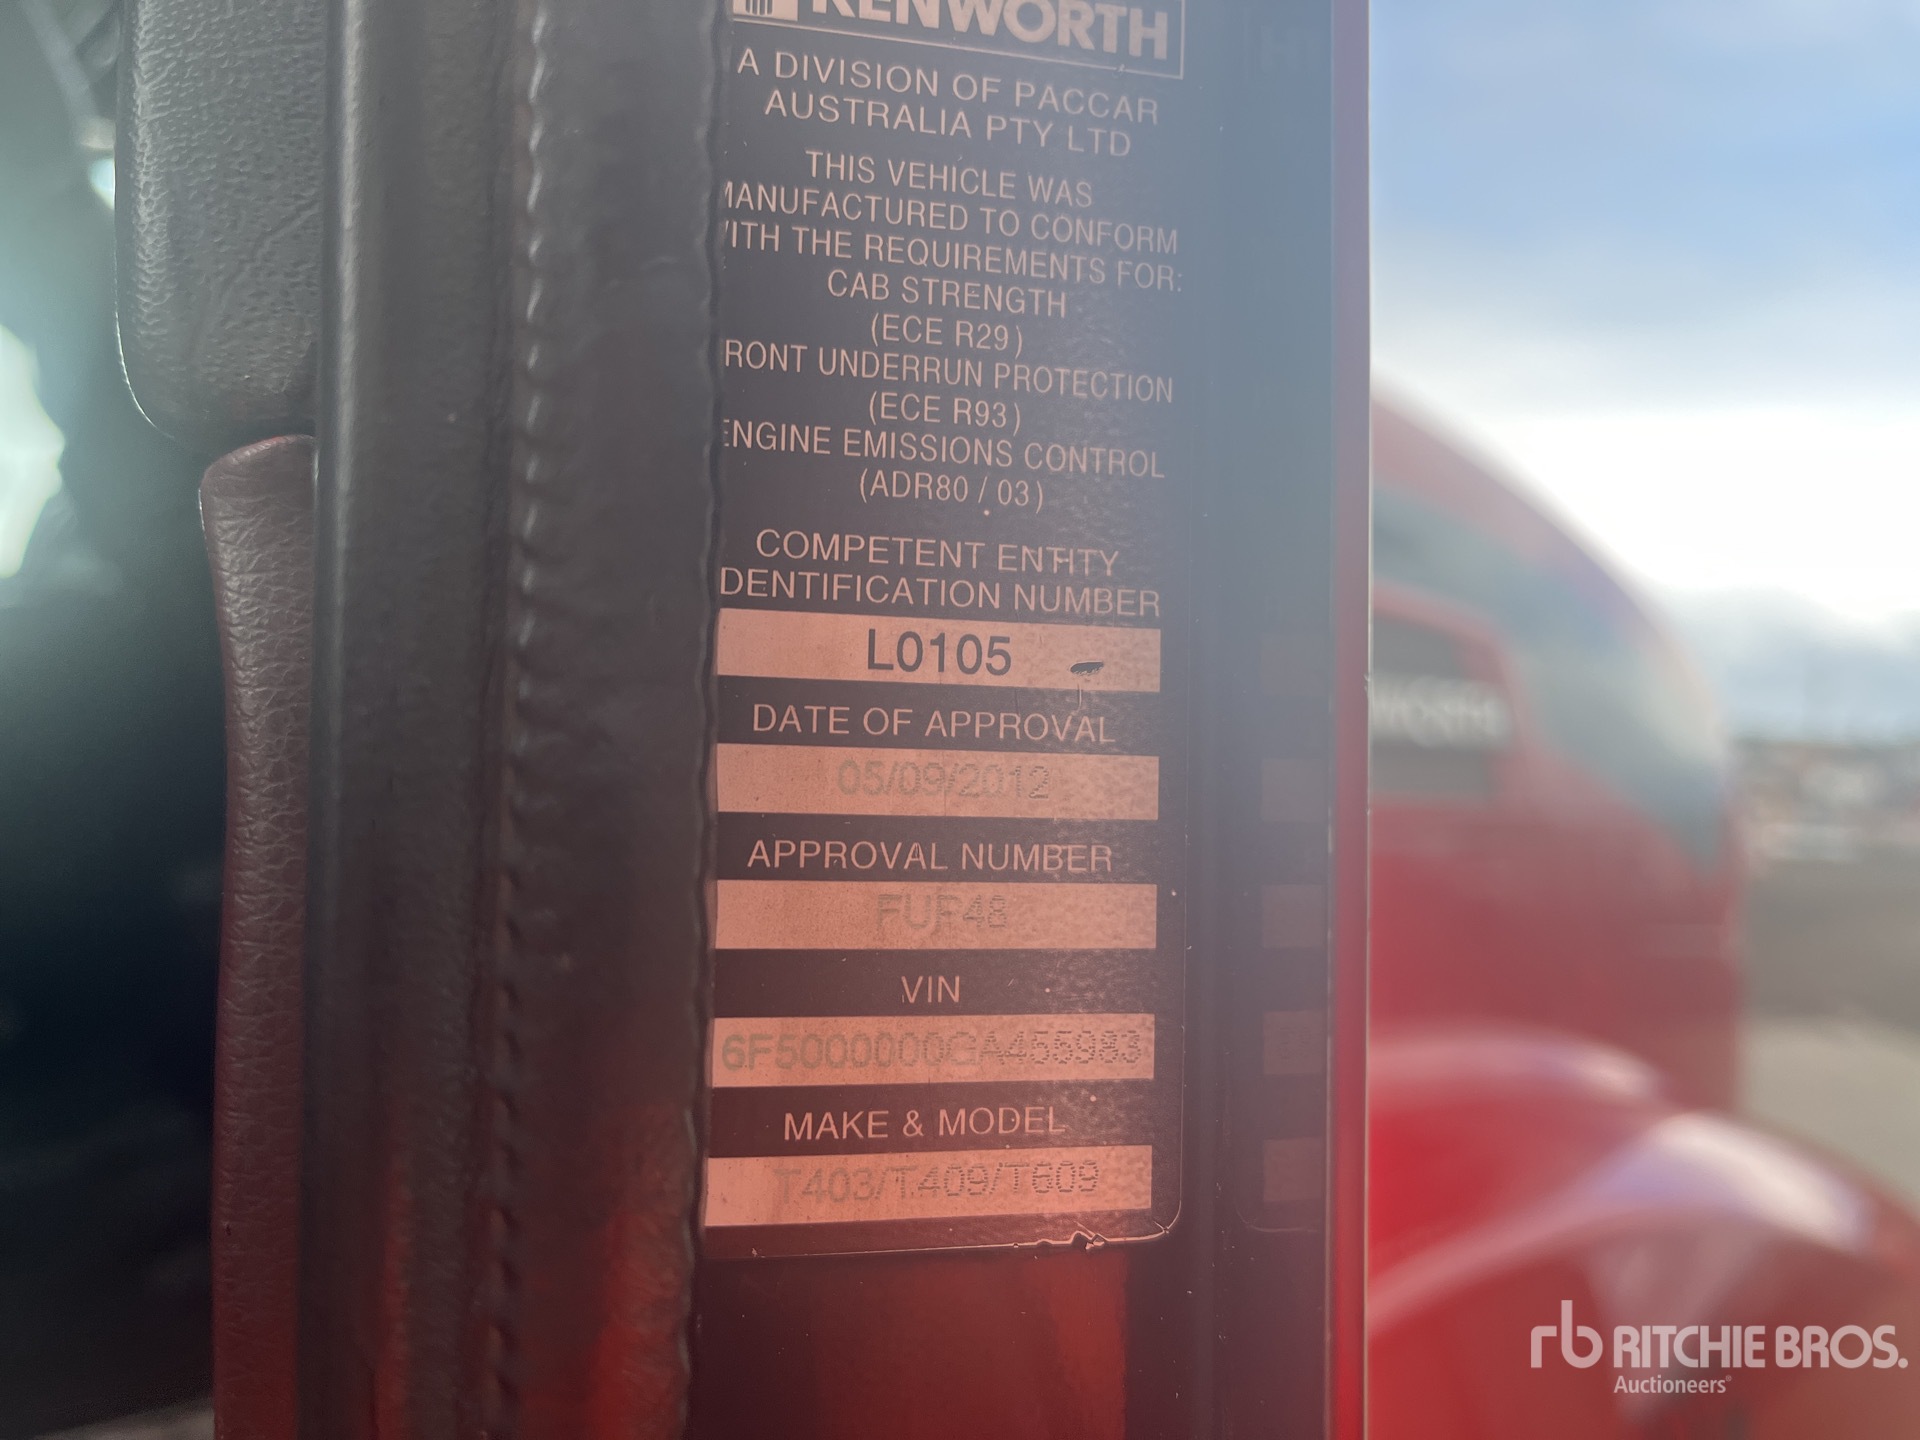 KENWORTH
A DIVISION OF PACCAR
AUSTRALIA PTY LTD
THIS VEHICLE WAS
MANUFACTURED TO CONFORM
WITH THE REQUIREMENTS FOR:
CAB STRENGTH
(ECE R29)
FRONT UNDERRUN PROTECTION
(ECE R93)
ENGINE EMISSIONS CONTROL
(ADR80 / 03)
COMPETENT ENTITY
IDENTIFICATION NUMBER
L0105
DATE OF APPROVAL
05/09/2012
APPROVAL NUMBER
FUF48
VIN
6F5000000GA455983
MAKE & MODEL
T403/T409/T609
rb RITCHIE BROS.
Auctioneers